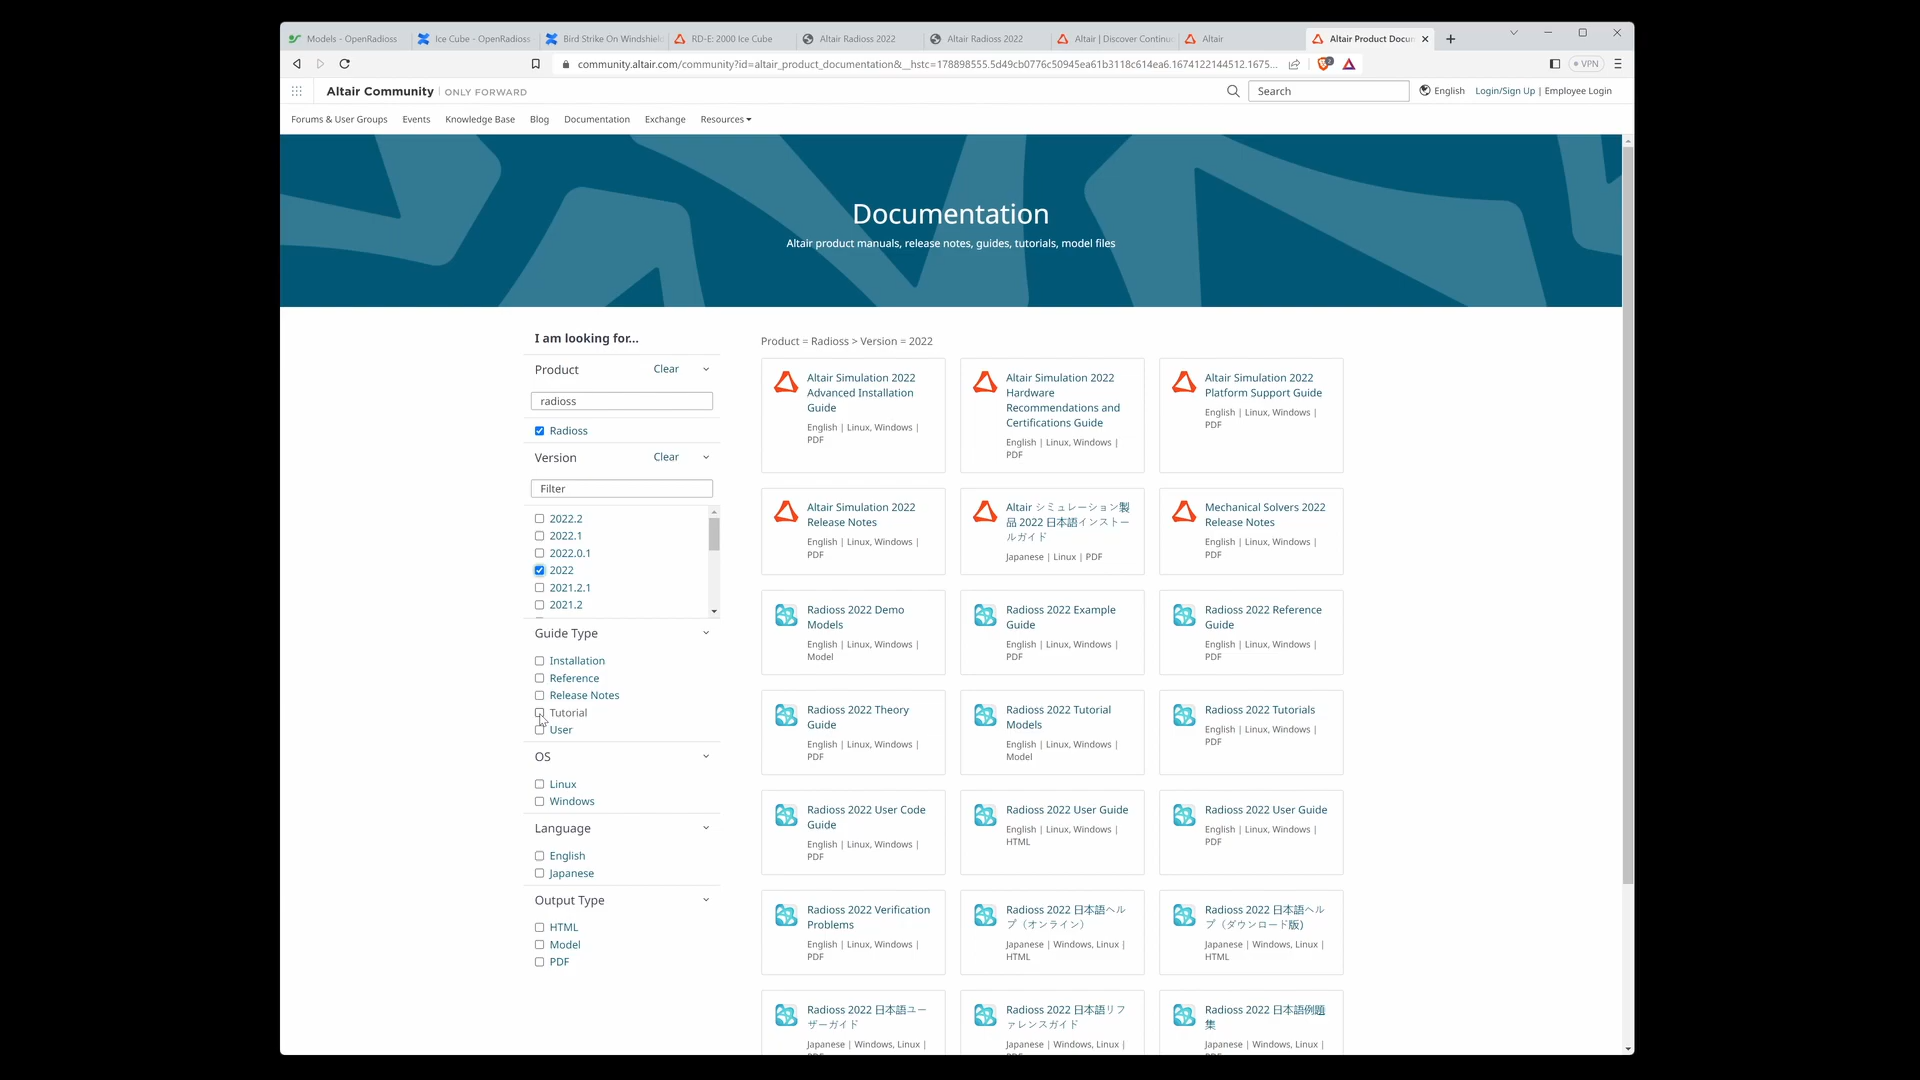 Models - OpenRadioss
Ice Cube - OpenRadioss
Bird Strike On Windshiel
RD-E: 2000 Ice Cube
Altair Radioss 2022
Altair Radioss 2022
Altair | Discover Continu
Altair
Altair Product Docu
community.altair.com/community?id=altair_product_documentation&__hstc=178898555.5d49cb0776c50945ea61b3118c614ea6.1674122144512.1675...
VPN
Altair Community | ONLY FORWARD
Search
English
Login/Sign Up | Employee Login
Forums & User Groups
Events
Knowledge Base
Blog
Documentation
Exchange
Resources
Documentation
Altair product manuals, release notes, guides, tutorials, model files
I am looking for...
Product
Clear
radioss
Radioss
Version
Clear
Filter
2022.2
2022.1
2022.0.1
2022
2021.2.1
2021.2
Guide Type
Installation
Reference
Release Notes
Tutorial
User
OS
Linux
Windows
Language
English
Japanese
Output Type
HTML
Model
PDF
Product = Radioss > Version = 2022
Altair Simulation 2022
Advanced Installation
Guide
English | Linux, Windows |
PDF
Altair Simulation 2022
Hardware
Recommendations and
Certifications Guide
English | Linux, Windows |
PDF
Altair Simulation 2022
Platform Support Guide
English | Linux, Windows |
PDF
Altair Simulation 2022
Release Notes
English | Linux, Windows |
PDF
Altair シミュレーション製
品 2022 日本語インストー
ルガイド
Japanese | Linux | PDF
Mechanical Solvers 2022
Release Notes
English | Linux, Windows |
PDF
Radioss 2022 Demo
Models
English | Linux, Windows |
Model
Radioss 2022 Example
Guide
English | Linux, Windows |
PDF
Radioss 2022 Reference
Guide
English | Linux, Windows |
PDF
Radioss 2022 Theory
Guide
English | Linux, Windows |
PDF
Radioss 2022 Tutorial
Models
English | Linux, Windows |
Model
Radioss 2022 Tutorials
English | Linux, Windows |
PDF
Radioss 2022 User Code
Guide
English | Linux, Windows |
PDF
Radioss 2022 User Guide
English | Linux, Windows |
HTML
Radioss 2022 User Guide
English | Linux, Windows |
PDF
Radioss 2022 Verification
Problems
English | Linux, Windows |
PDF
Radioss 2022 日本語ヘル
プ（オンライン）
Japanese | Windows, Linux |
HTML
Radioss 2022 日本語ヘル
プ（ダウンロード版）
Japanese | Windows, Linux |
HTML
Radioss 2022 日本語ユー
ザーガイド
Japanese | Windows, Linux |
Radioss 2022 日本語リフ
ァレンスガイド
Japanese | Windows, Linux |
Radioss 2022 日本語例題
集
Japanese | Windows, Linux |